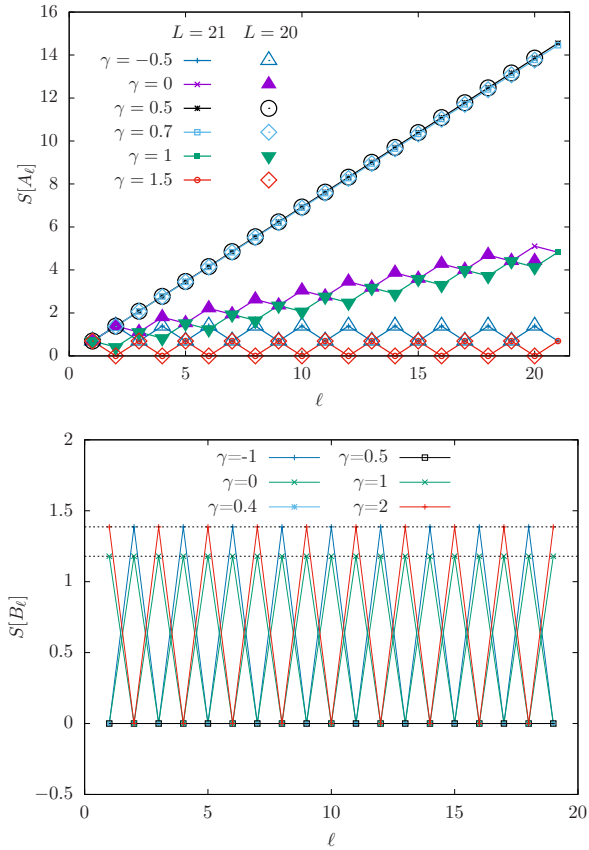 16
14
12
10
8
6
4
2
0
S[A_ℓ]
L = 21 L = 20
γ = −0.5
γ = 0
γ = 0.5
γ = 0.7
γ = 1
γ = 1.5
0 5 10 15 20
ℓ
2
1.5
1
0.5
0
−0.5
S[B_ℓ]
γ=-1 γ=0.5
γ=0 γ=1
γ=0.4 γ=2
0 5 10 15 20
ℓ